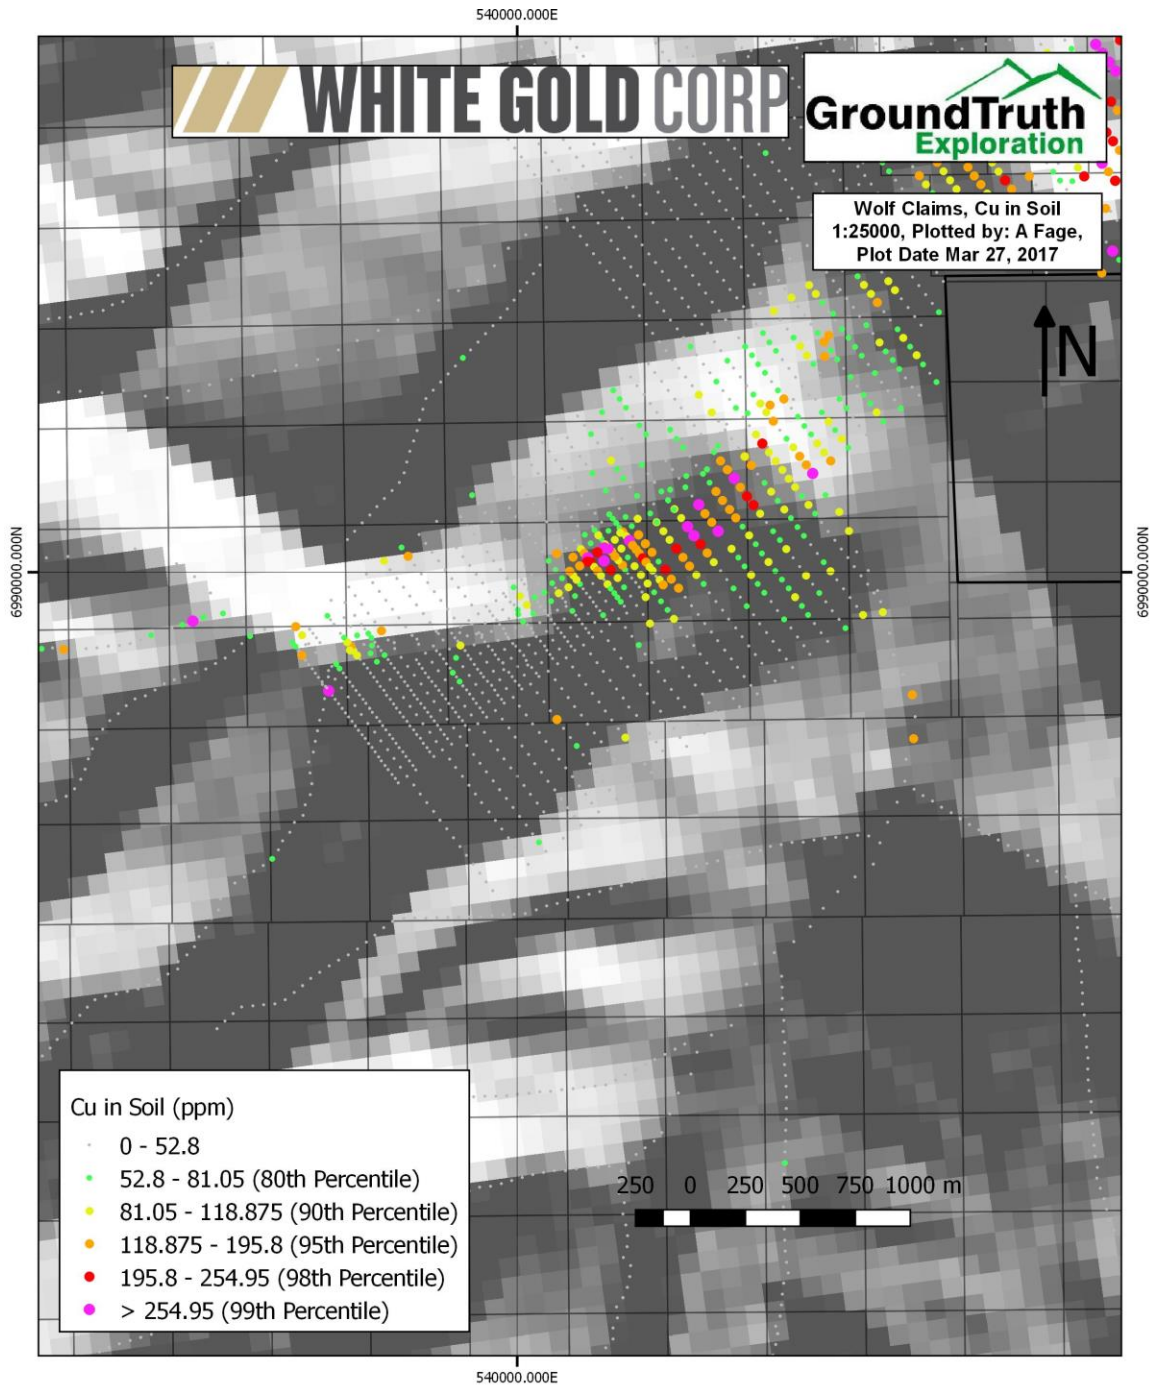 540000.000E
WHITE GOLD CORP
GroundTruth
Exploration
Wolf Claims, Cu in Soil
1:25000, Plotted by: A Fage,
Plot Date Mar 27, 2017
N
6990000.000N
6990000.000N
Cu in Soil (ppm)
0 - 52.8
52.8 - 81.05 (80th Percentile)
81.05 - 118.875 (90th Percentile)
118.875 - 195.8 (95th Percentile)
195.8 - 254.95 (98th Percentile)
> 254.95 (99th Percentile)
250 0 250 500 750 1000 m
540000.000E